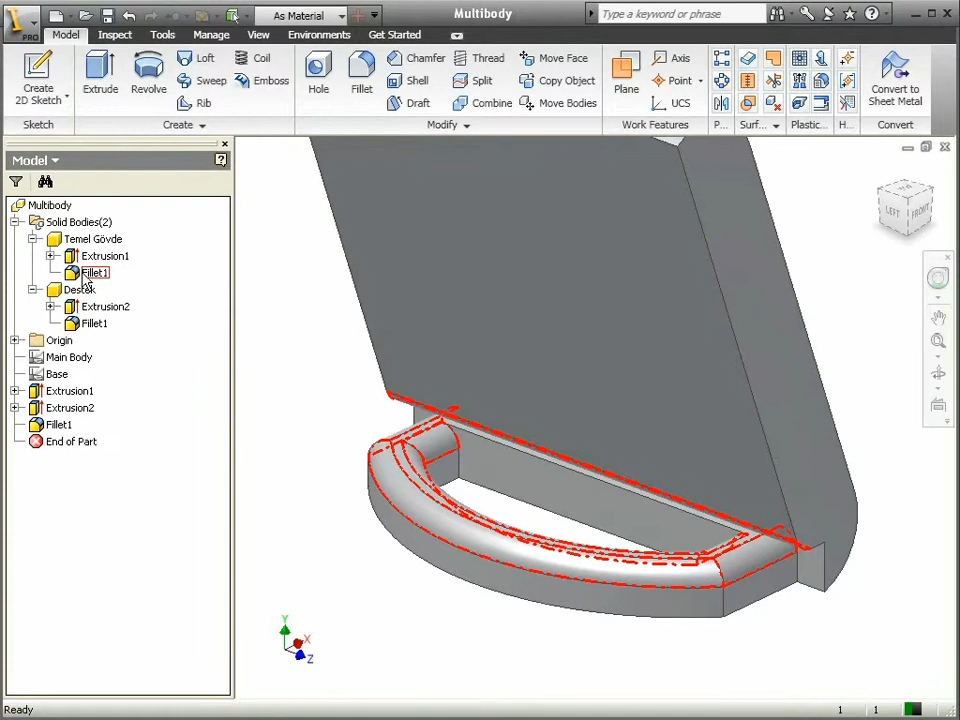 As Material
Multibody
Type a keyword or phrase
PRO
Model Inspect Tools Manage View Environments Get Started
Create
2D Sketch
Extrude
Revolve
Loft
Coil
Sweep
Emboss
Rib
Hole
Fillet
Chamfer
Thread
Move Face
Shell
Split
Copy Object
Draft
Combine
Move Bodies
Plane
Axis
Point
UCS
Convert to
Sheet Metal
Sketch
Create
Modify
Work Features
P...
Surf...
Plastic...
H...
Convert
Model
Multibody
Solid Bodies(2)
Temel Gövde
Extrusion1
Fillet1
Destek
Extrusion2
Fillet1
Origin
Main Body
Base
Extrusion1
Extrusion2
Fillet1
End of Part
LEFT
FRONT
Y
X
Z
Ready
1 1